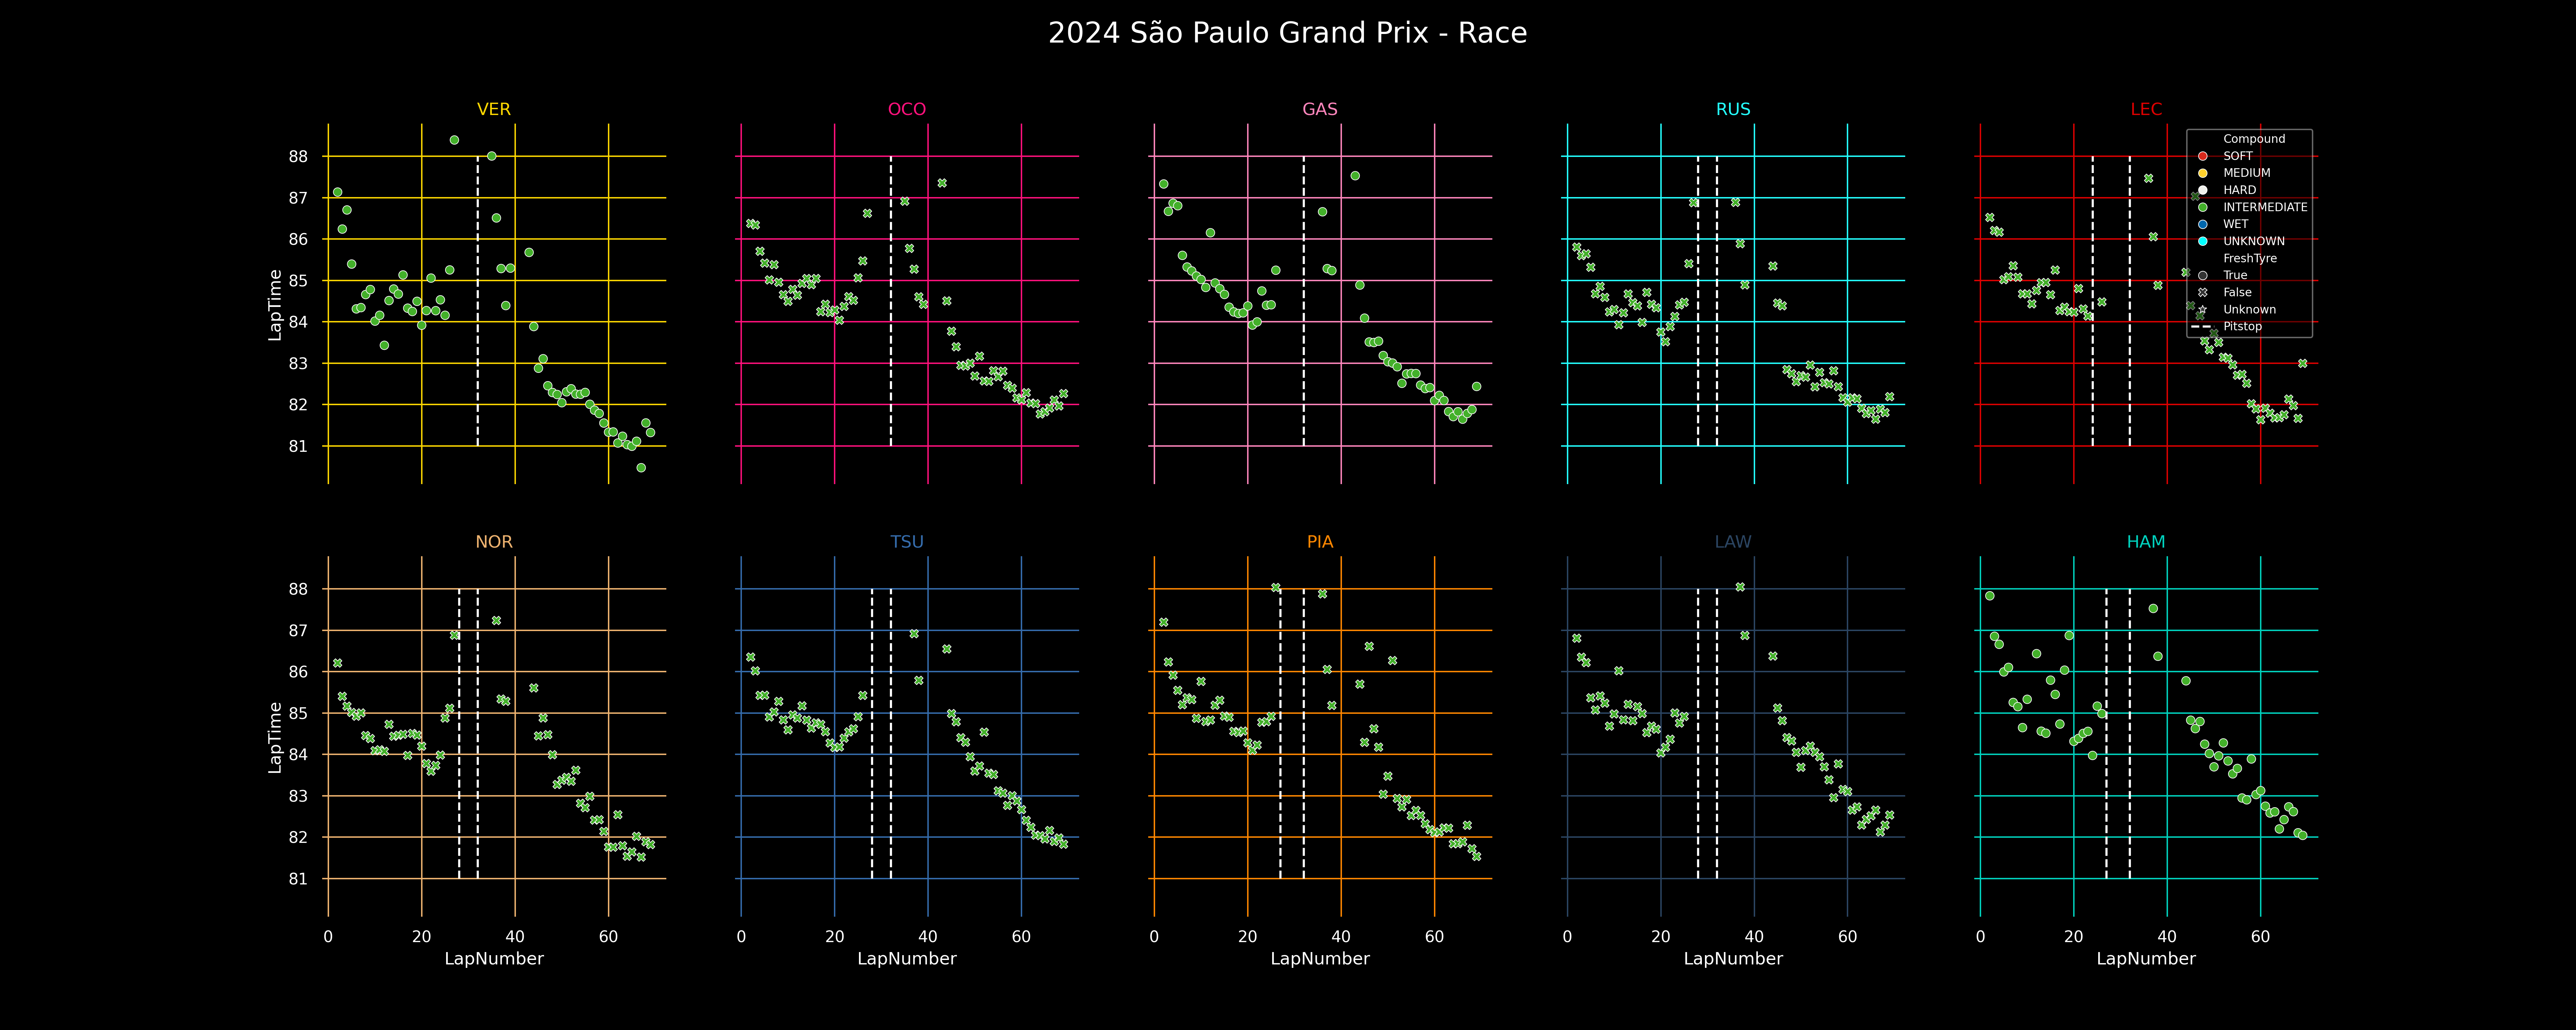 2024 São Paulo Grand Prix - Race
VER
OCO
GAS
RUS
LEC
88
87
86
85
84
83
82
81
LapTime
Compound
SOFT
MEDIUM
HARD
INTERMEDIATE
WET
UNKNOWN
FreshTyre
True
False
Unknown
Pitstop
NOR
TSU
PIA
LAW
HAM
88
87
86
85
84
83
82
81
LapTime
0 20 40 60
0 20 40 60
0 20 40 60
0 20 40 60
0 20 40 60
LapNumber
LapNumber
LapNumber
LapNumber
LapNumber